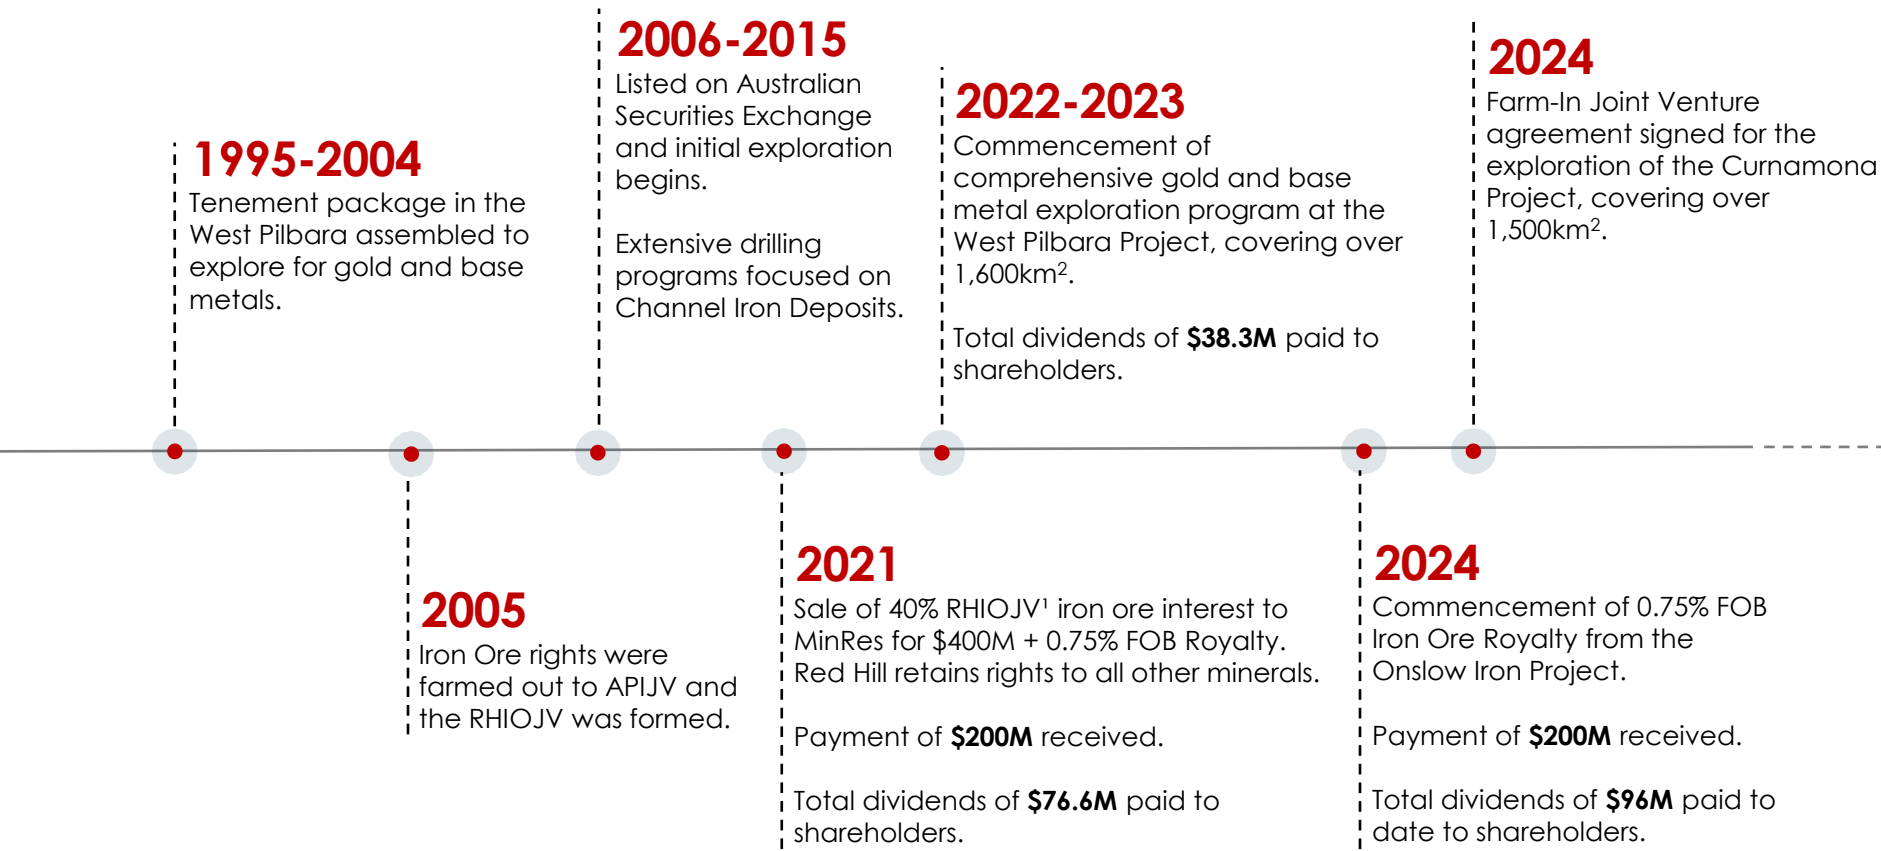 1995-2004
Tenement package in the
West Pilbara assembled to
explore for gold and base
metals.
2005
Iron Ore rights were
farmed out to APIJV and
the RHIOJV was formed.
2006-2015
Listed on Australian
Securities Exchange
and initial exploration
begins.
Extensive drilling
programs focused on
Channel Iron Deposits.
2021
Sale of 40% RHIOJV¹ iron ore interest to
MinRes for $400M + 0.75% FOB Royalty.
Red Hill retains rights to all other minerals.
Payment of $200M received.
Total dividends of $76.6M paid to
shareholders.
2022-2023
Commencement of
comprehensive gold and base
metal exploration program at the
West Pilbara Project, covering over
1,600km².
Total dividends of $38.3M paid to
shareholders.
2024
Commencement of 0.75% FOB
Iron Ore Royalty from the
Onslow Iron Project.
Payment of $200M received.
Total dividends of $96M paid to
date to shareholders.
2024
Farm-In Joint Venture
agreement signed for the
exploration of the Curnamona
Project, covering over
1,500km².